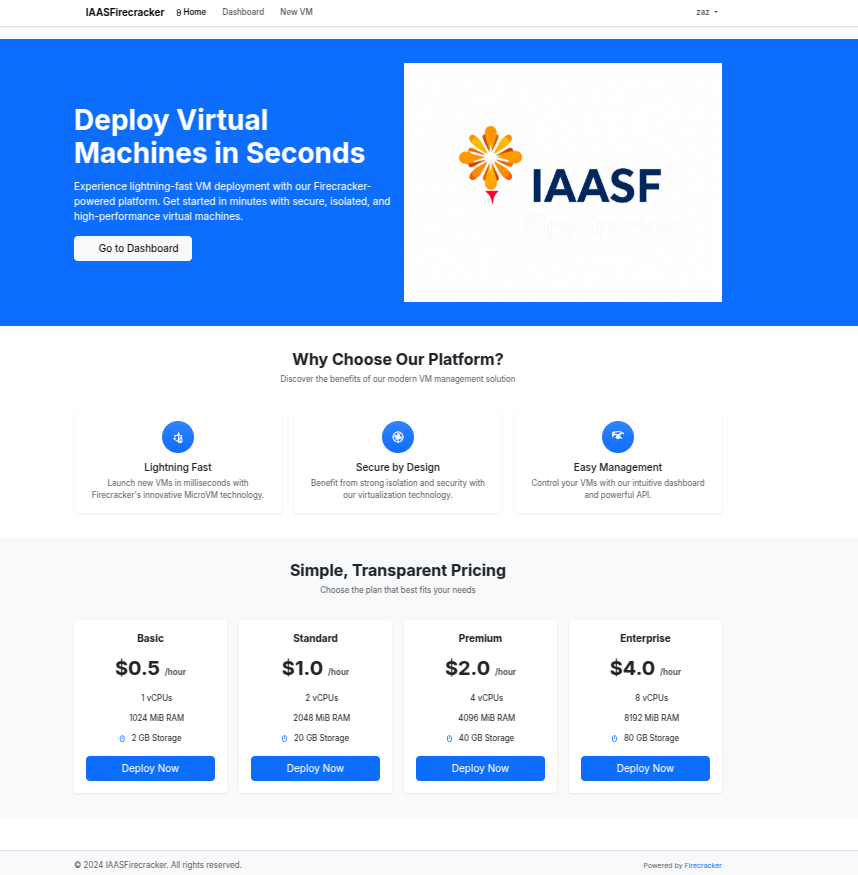 IAASFirecracker Home Dashboard New VM zaz
Deploy Virtual
Machines in Seconds
Experience lightning-fast VM deployment with our Firecracker-
powered platform. Get started in minutes with secure, isolated, and
high-performance virtual machines.
Go to Dashboard
IAASF
fireCracker
Why Choose Our Platform?
Discover the benefits of our modern VM management solution
Lightning Fast
Launch new VMs in milliseconds with
Firecracker's innovative MicroVM technology.
Secure by Design
Benefit from strong isolation and security with
our virtualization technology.
Easy Management
Control your VMs with our intuitive dashboard
and powerful API.
Simple, Transparent Pricing
Choose the plan that best fits your needs
Basic
$0.5 /hour
1 vCPUs
1024 MiB RAM
2 GB Storage
Deploy Now
Standard
$1.0 /hour
2 vCPUs
2048 MiB RAM
20 GB Storage
Deploy Now
Premium
$2.0 /hour
4 vCPUs
4096 MiB RAM
40 GB Storage
Deploy Now
Enterprise
$4.0 /hour
8 vCPUs
8192 MiB RAM
80 GB Storage
Deploy Now
© 2024 IAASFirecracker. All rights reserved.
Powered by Firecracker